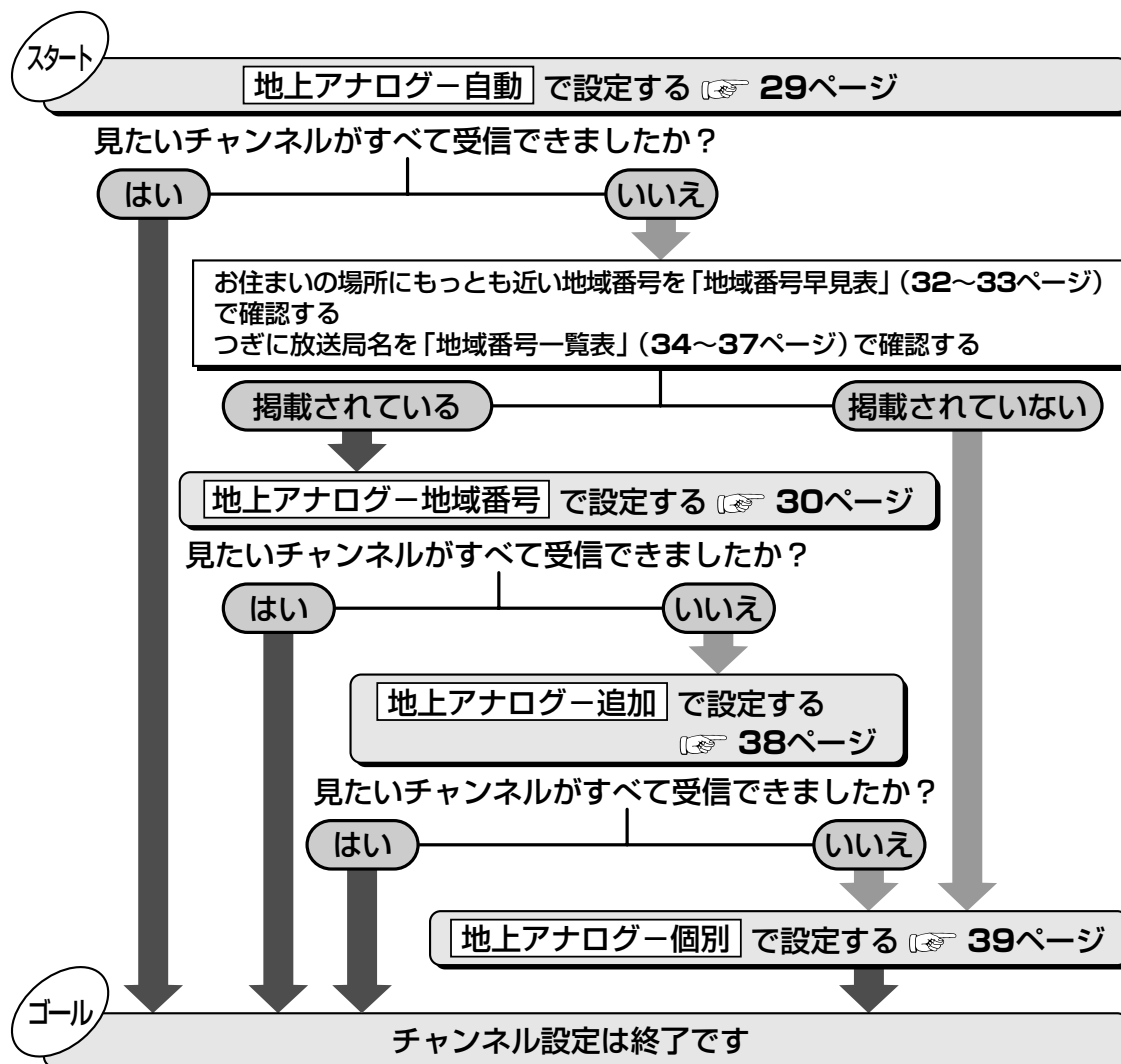 スタート
地上アナログー自動 で設定する ☞ 29ページ
見たいチャンネルがすべて受信できましたか？
はい
いいえ
お住まいの場所にもっとも近い地域番号を「地域番号早見表」（32〜33ページ）
で確認する
つぎに放送局名を「地域番号一覧表」（34〜37ページ）で確認する
掲載されている
掲載されていない
地上アナログー地域番号 で設定する ☞ 30ページ
見たいチャンネルがすべて受信できましたか？
はい
いいえ
地上アナログー追加 で設定する
☞ 38ページ
見たいチャンネルがすべて受信できましたか？
はい
いいえ
地上アナログー個別 で設定する ☞ 39ページ
ゴール
チャンネル設定は終了です